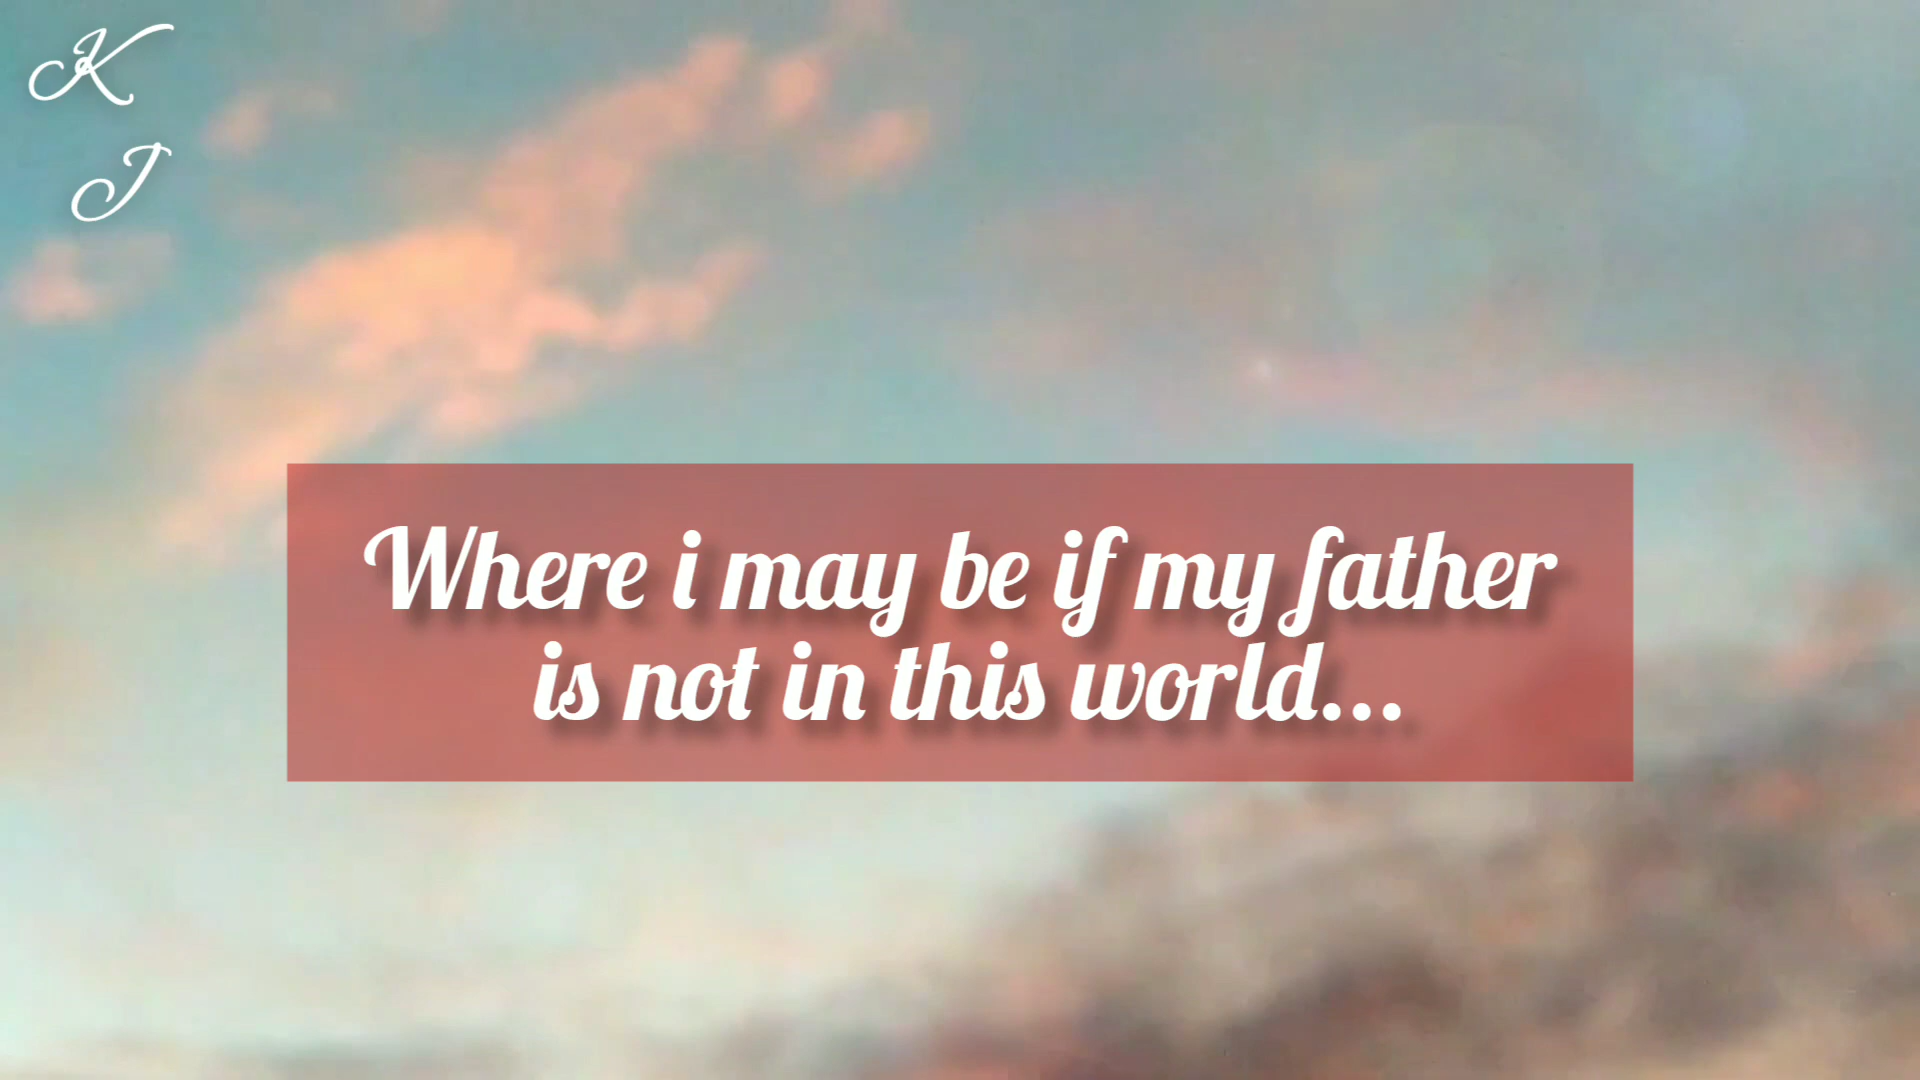 K
J
Where i may be if my father
is not in this world...